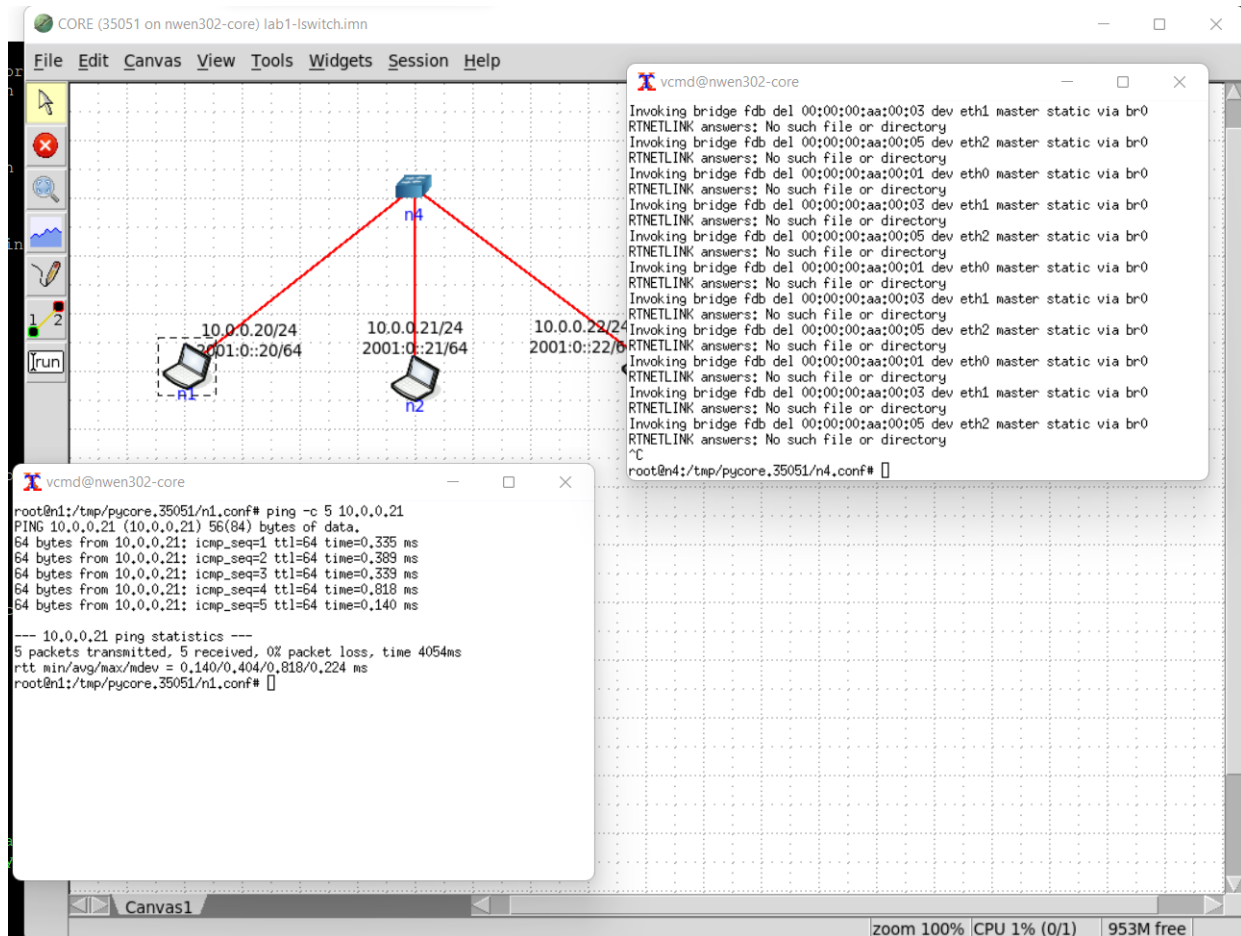 CORE (35051 on nwen302-core) lab1-lswitch.imn
File Edit Canvas View Tools Widgets Session Help
vcmd@nwen302-core
Invoking bridge fdb del 00:00:00:aa:00:03 dev eth1 master static via br0
RTNETLINK answers: No such file or directory
Invoking bridge fdb del 00:00:00:aa:00:05 dev eth2 master static via br0
RTNETLINK answers: No such file or directory
Invoking bridge fdb del 00:00:00:aa:00:01 dev eth0 master static via br0
RTNETLINK answers: No such file or directory
Invoking bridge fdb del 00:00:00:aa:00:03 dev eth1 master static via br0
RTNETLINK answers: No such file or directory
Invoking bridge fdb del 00:00:00:aa:00:05 dev eth2 master static via br0
RTNETLINK answers: No such file or directory
Invoking bridge fdb del 00:00:00:aa:00:01 dev eth0 master static via br0
RTNETLINK answers: No such file or directory
Invoking bridge fdb del 00:00:00:aa:00:03 dev eth1 master static via br0
RTNETLINK answers: No such file or directory
Invoking bridge fdb del 00:00:00:aa:00:05 dev eth2 master static via br0
RTNETLINK answers: No such file or directory
Invoking bridge fdb del 00:00:00:aa:00:01 dev eth0 master static via br0
RTNETLINK answers: No such file or directory
Invoking bridge fdb del 00:00:00:aa:00:03 dev eth1 master static via br0
RTNETLINK answers: No such file or directory
Invoking bridge fdb del 00:00:00:aa:00:05 dev eth2 master static via br0
RTNETLINK answers: No such file or directory
^C
root@n4:/tmp/pycore.35051/n4.conf#
n4
1 2
run
10.0.0.20/24
2001:0::20/64
n1
10.0.0.21/24
2001:0::21/64
n2
10.0.0.22/24
2001:0::22/6
vcmd@nwen302-core
root@n1:/tmp/pycore.35051/n1.conf# ping -c 5 10.0.0.21
PING 10.0.0.21 (10.0.0.21) 56(84) bytes of data.
64 bytes from 10.0.0.21: icmp_seq=1 ttl=64 time=0.335 ms
64 bytes from 10.0.0.21: icmp_seq=2 ttl=64 time=0.389 ms
64 bytes from 10.0.0.21: icmp_seq=3 ttl=64 time=0.339 ms
64 bytes from 10.0.0.21: icmp_seq=4 ttl=64 time=0.818 ms
64 bytes from 10.0.0.21: icmp_seq=5 ttl=64 time=0.140 ms
--- 10.0.0.21 ping statistics ---
5 packets transmitted, 5 received, 0% packet loss, time 4054ms
rtt min/avg/max/mdev = 0.140/0.404/0.818/0.224 ms
root@n1:/tmp/pycore.35051/n1.conf#
Canvas1
zoom 100% CPU 1% (0/1) 953M free